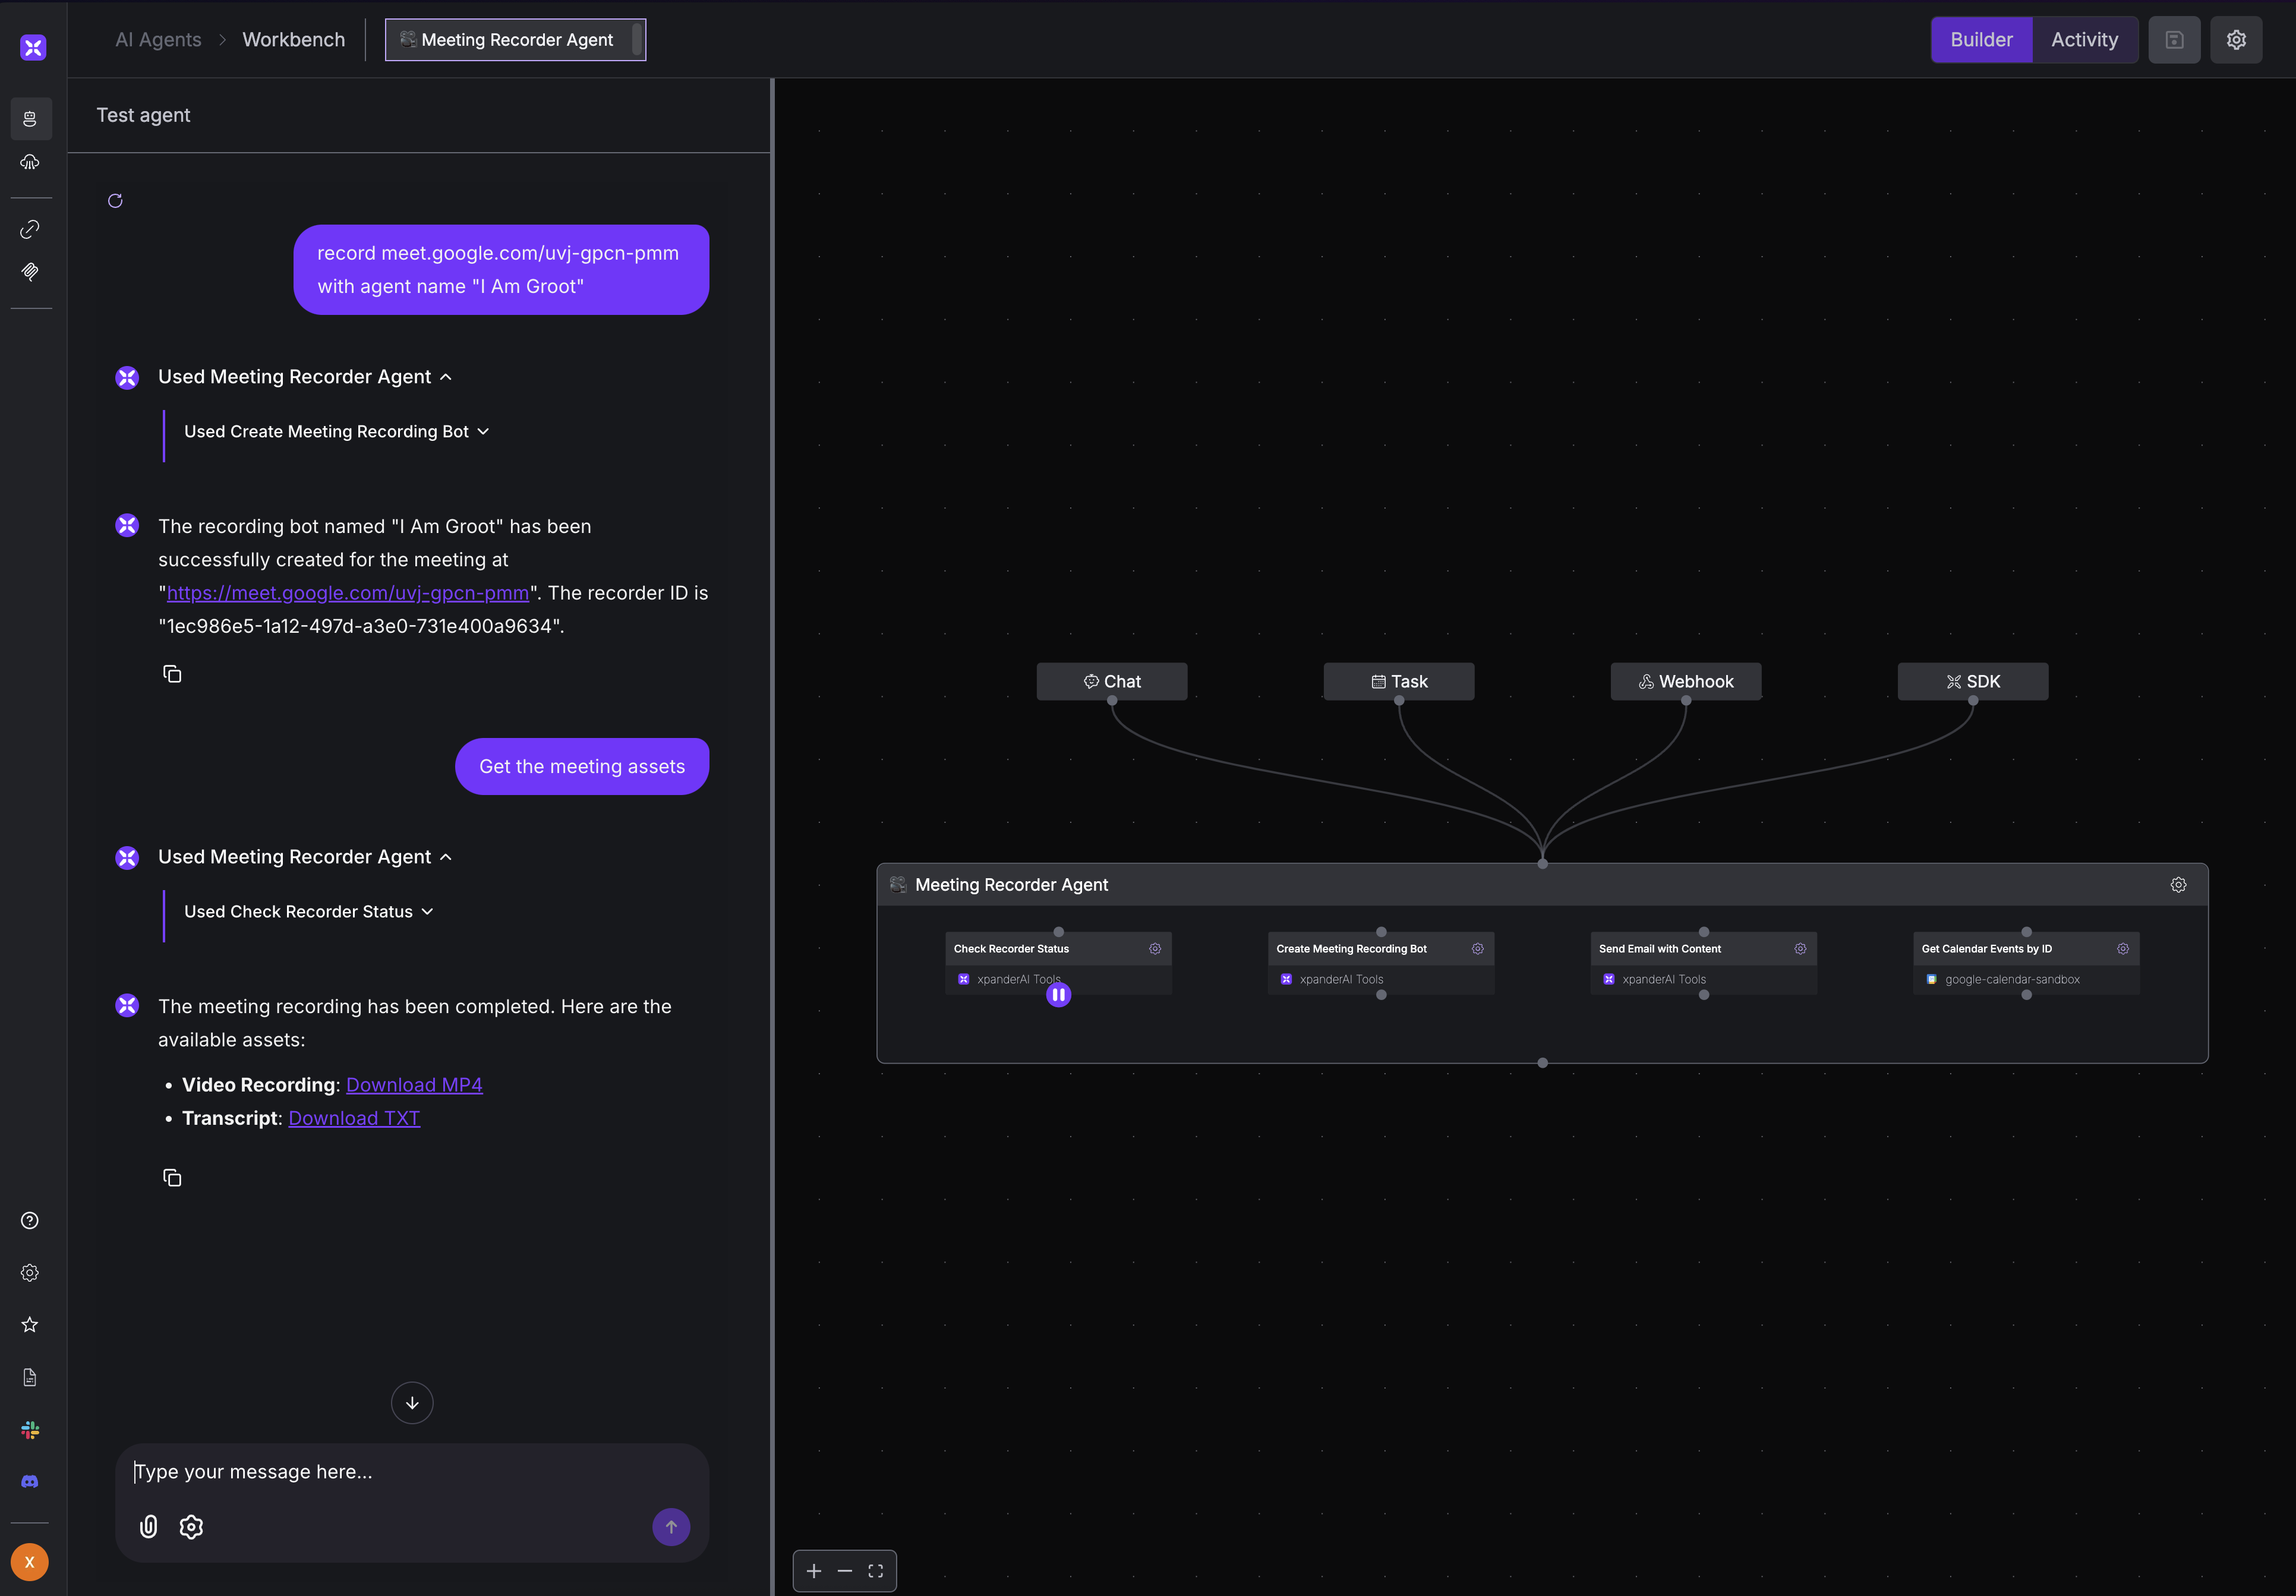 AI Agents > Workbench
Meeting Recorder Agent
Builder
Activity
Test agent
record meet.google.com/uvj-gpcn-pmm
with agent name "I Am Groot"
Used Meeting Recorder Agent
Used Create Meeting Recording Bot
The recording bot named "I Am Groot" has been
successfully created for the meeting at
"https://meet.google.com/uvj-gpcn-pmm". The recorder ID is
"1ec986e5-1a12-497d-a3e0-731e400a9634".
Get the meeting assets
Used Meeting Recorder Agent
Used Check Recorder Status
The meeting recording has been completed. Here are the
available assets:
• Video Recording: Download MP4
• Transcript: Download TXT
Type your message here...
X
Chat
Task
Webhook
SDK
Meeting Recorder Agent
Check Recorder Status
xpanderAI Tools
Create Meeting Recording Bot
xpanderAI Tools
Send Email with Content
xpanderAI Tools
Get Calendar Events by ID
google-calendar-sandbox